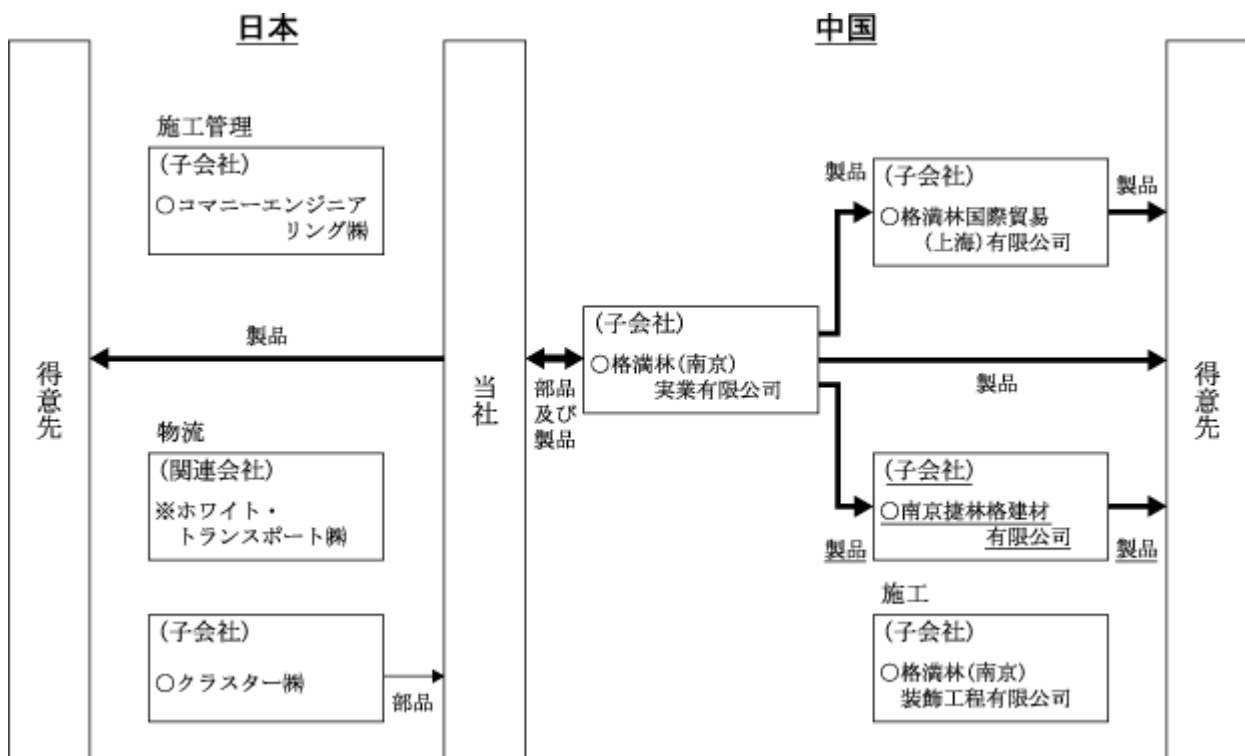 日本
中国
得意先
施工管理
(子会社)
○コマニーエンジニア
リング㈱
製品
物流
(関連会社)
※ホワイト・
トランスポート㈱
(子会社)
○クラスター㈱
部品
当社
部品
及び
製品
(子会社)
○格満林(南京)
実業有限公司
製品
(子会社)
○格満林国際貿易
(上海)有限公司
製品
製品
製品
(子会社)
○南京捷林格建材
有限公司
製品
施工
(子会社)
○格満林(南京)
装飾工程有限公司
得意先